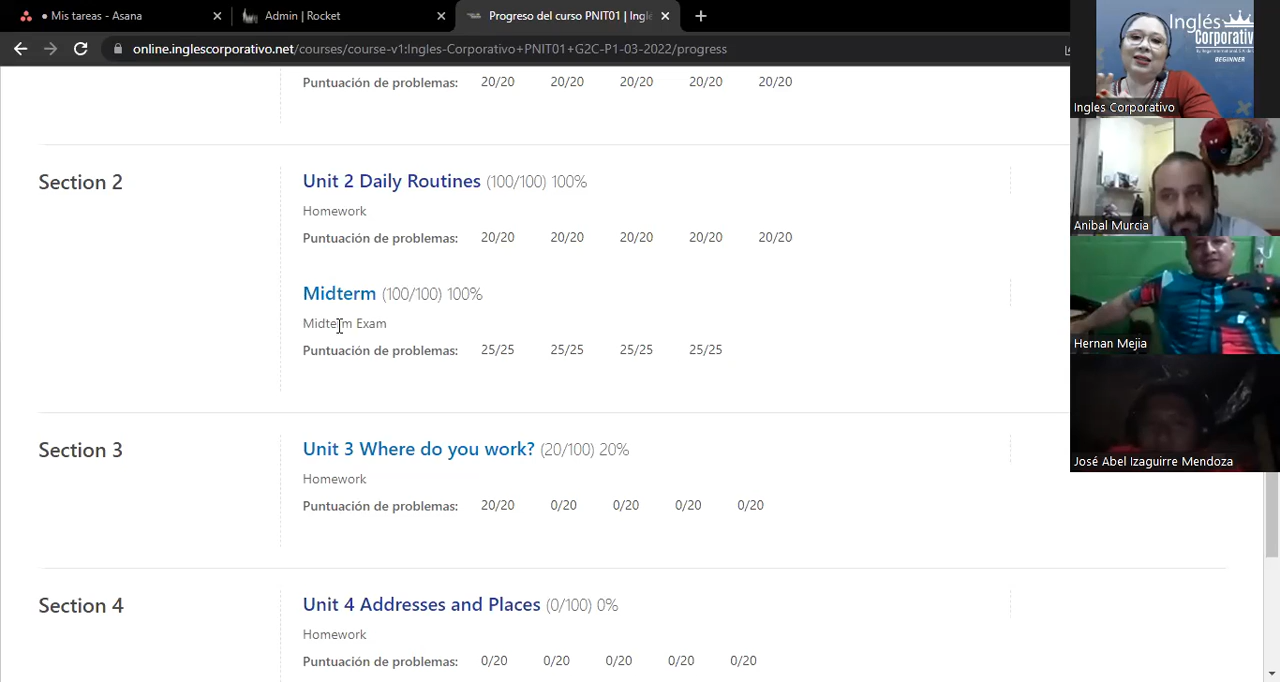 • Mis tareas - Asana
Admin | Rocket
Progreso del curso PNIT01 | Ingl
online.inglescorporativo.net/courses/course-v1:Ingles-Corporativo+PNIT01+G2C-P1-03-2022/progress
Puntuación de problemas: 20/20 20/20 20/20 20/20 20/20
Section 2
Unit 2 Daily Routines (100/100) 100%
Homework
Puntuación de problemas: 20/20 20/20 20/20 20/20 20/20
Midterm (100/100) 100%
Midterm Exam
Puntuación de problemas: 25/25 25/25 25/25 25/25
Section 3
Unit 3 Where do you work? (20/100) 20%
Homework
Puntuación de problemas: 20/20 0/20 0/20 0/20 0/20
Section 4
Unit 4 Addresses and Places (0/100) 0%
Homework
Puntuación de problemas: 0/20 0/20 0/20 0/20 0/20
Inglés
Corporativo
BEGINNER
Ingles Corporativo
Anibal Murcia
Hernan Mejia
José Abel Izaguirre Mendoza